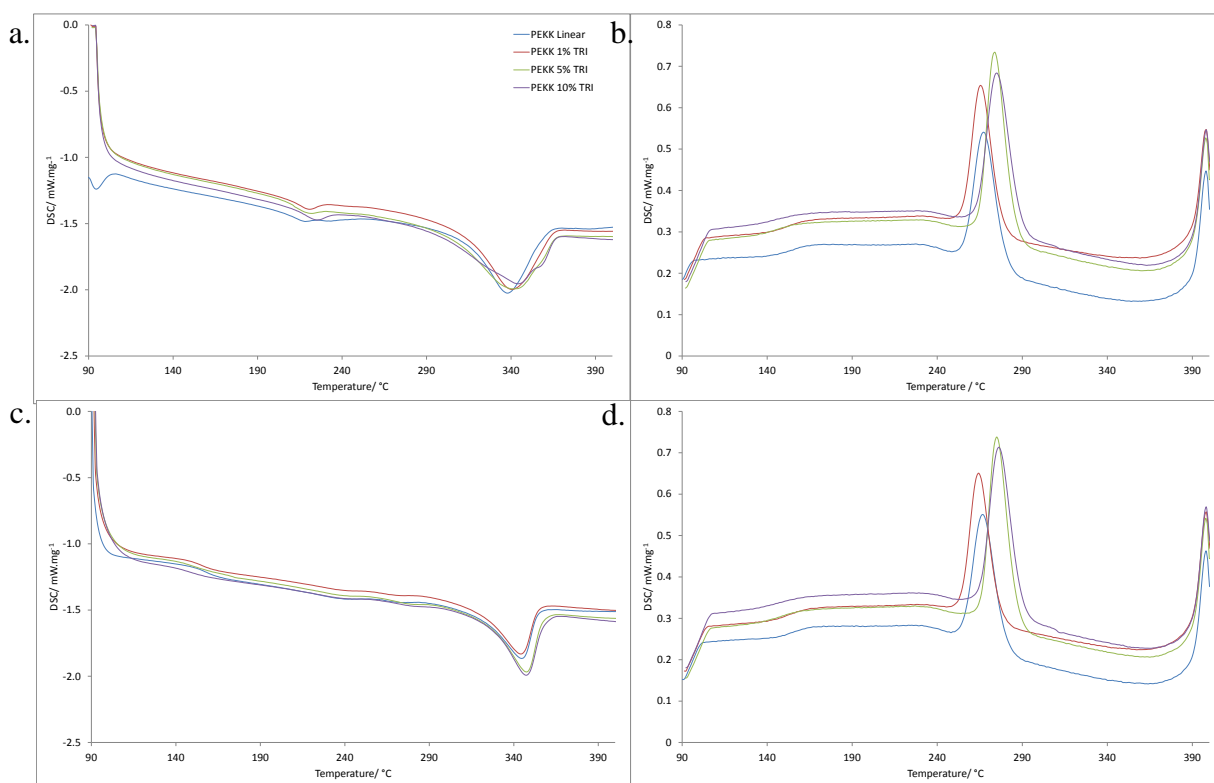 a.
0.0
-0.5
-1.0
-1.5
-2.0
-2.5
DSC/ mW.mg-1
PEKK Linear
PEKK 1% TRI
PEKK 5% TRI
PEKK 10% TRI
90 140 190 240 290 340 390
Temperature/ °C
b.
0.8
0.7
0.6
0.5
0.4
0.3
0.2
0.1
0
DSC/ mW.mg-1
90 140 190 240 290 340 390
Temperature / °C
c.
0.0
-0.5
-1.0
-1.5
-2.0
-2.5
DSC/ mW.mg-1
90 140 190 240 290 340 390
Temperature/ °C
d.
0.8
0.7
0.6
0.5
0.4
0.3
0.2
0.1
0
DSC/ mW.mg-1
90 140 190 240 290 340 390
Temperature/ °C